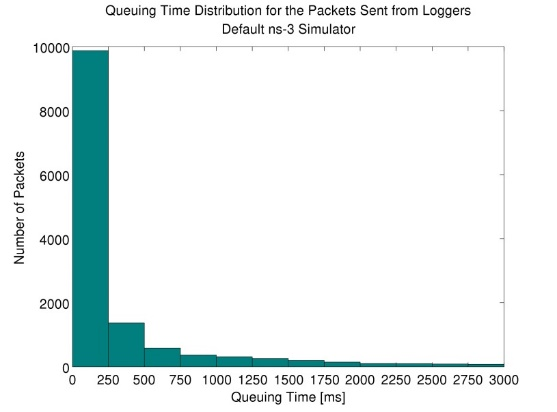 Queuing Time Distribution for the Packets Sent from Loggers
Default ns-3 Simulator
10000
8000
6000
4000
2000
0
Number of Packets
0 250 500 750 1000 1250 1500 1750 2000 2250 2500 2750 3000
Queuing Time [ms]